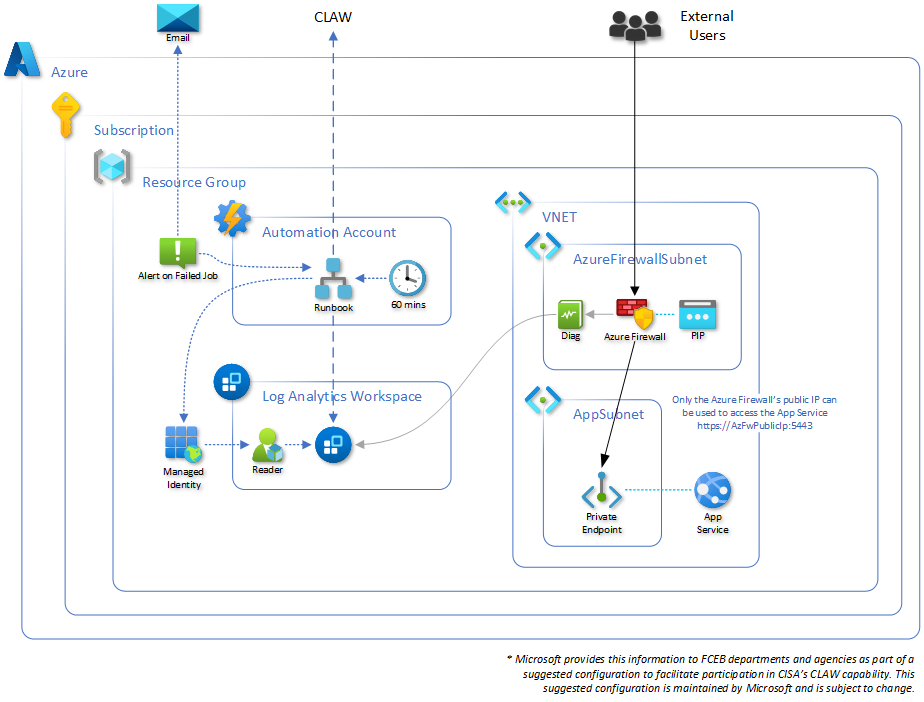 Email
CLAW
External
Users
Azure
Subscription
Resource Group
Automation Account
Alert on Failed Job
Runbook
60 mins
VNET
AzureFirewallSubnet
Diag
Azure Firewall
PIP
Log Analytics Workspace
Managed
Identity
Reader
AppSubnet
Only the Azure Firewall's public IP can
be used to access the App Service
https://AzFwPublicIp:5443
Private
Endpoint
App
Service
* Microsoft provides this information to FCEB departments and agencies as part of a
suggested configuration to facilitate participation in CISA's CLAW capability. This
suggested configuration is maintained by Microsoft and is subject to change.